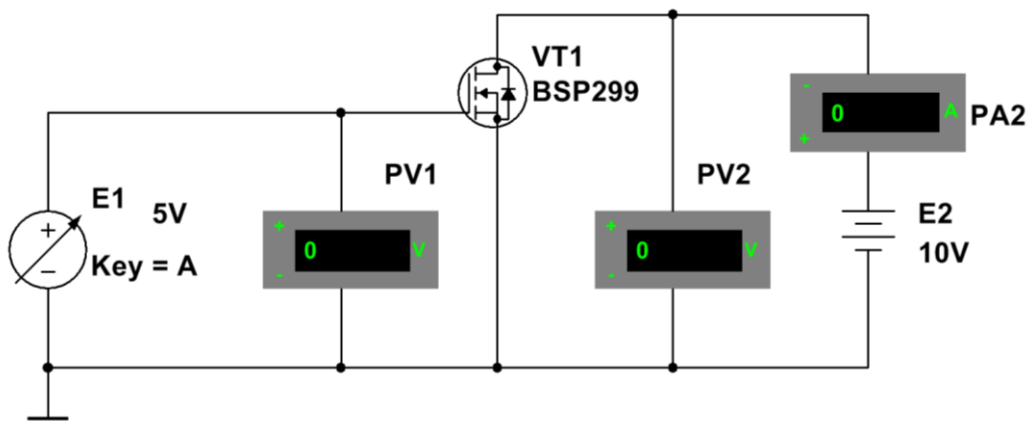 VT1
BSP299
- 
0 A
+
PA2
PV1
PV2
E1 5V
+
-
Key = A
+
0 V
-
+
0 V
-
E2
10V